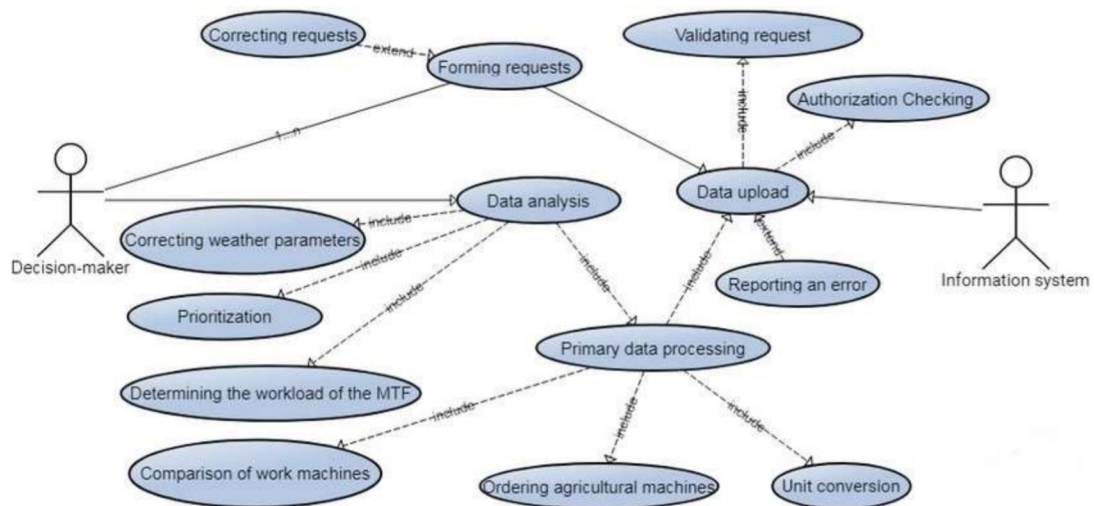 Correcting requests
Validating request
extend
Forming requests
include
Authorization Checking
1...n
include
Data analysis
Data upload
include
Correcting weather parameters
extend
Decision-maker
include
include
include
Reporting an error
Information system
Prioritization
include
include
Primary data processing
Determining the workload of the MTF
include
include
include
Comparison of work machines
Ordering agricultural machines
Unit conversion